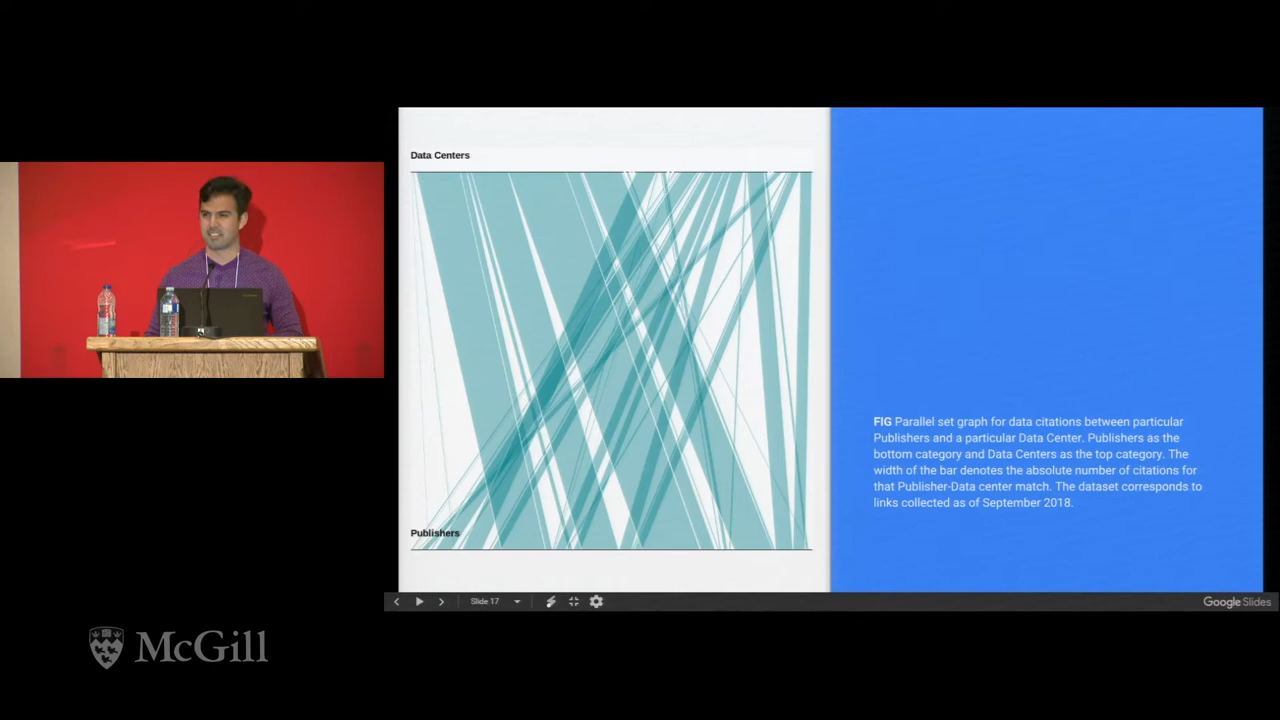 Data Centers
Publishers
FIG Parallel set graph for data citations between particular
Publishers and a particular Data Center. Publishers as the
bottom category and Data Centers as the top category. The
width of the bar denotes the absolute number of citations for
that Publisher-Data center match. The dataset corresponds to
links collected as of September 2018.
Slide 17
Google Slides
McGill